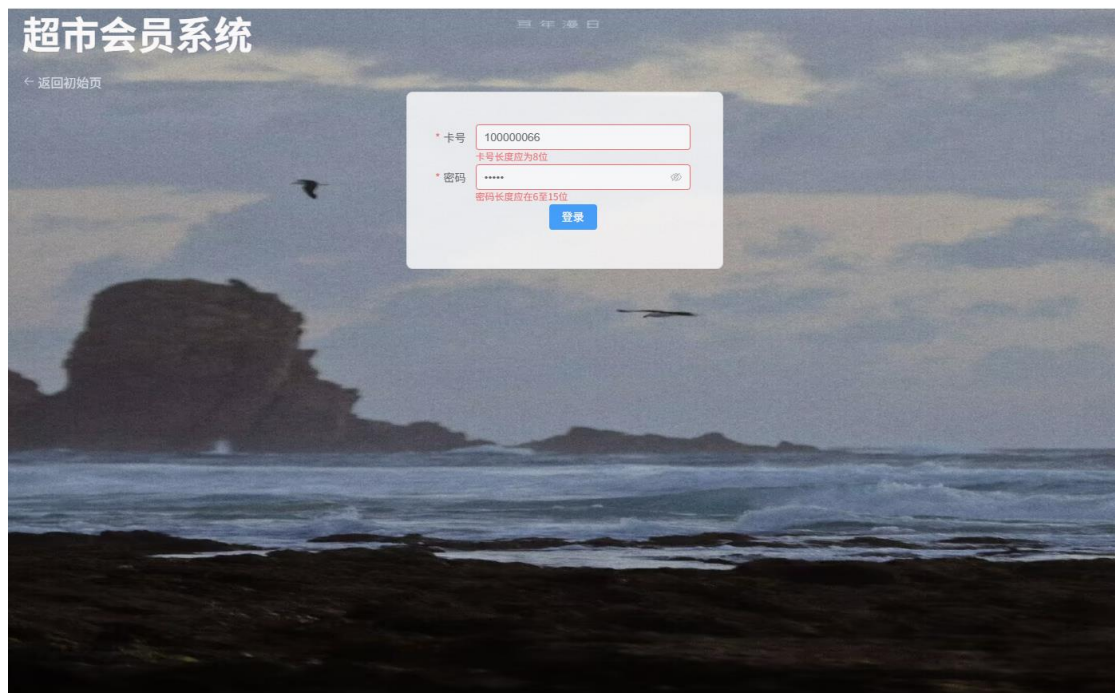 超市会员系统
← 返回初始页
* 卡号 100000066
卡号长度应为8位
* 密码 •••••
密码长度应在6至15位
登录